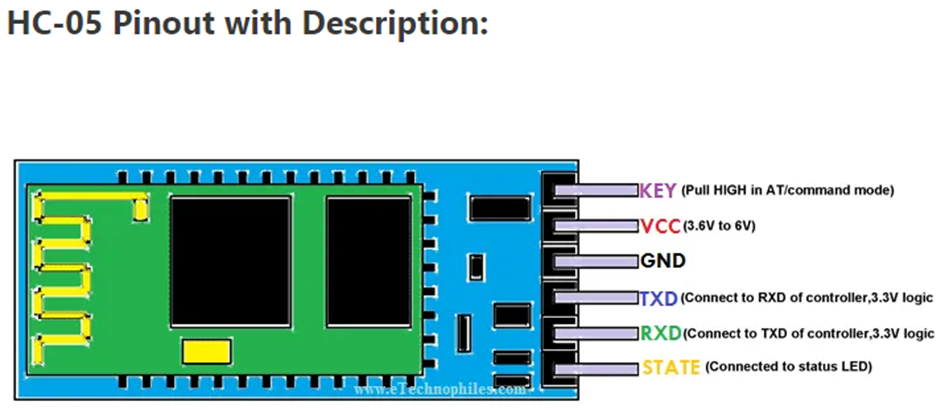 HC-05 Pinout with Description:
KEY (Pull HIGH in AT/command mode)
VCC (3.6V to 6V)
GND
TXD (Connect to RXD of controller,3.3V logic
RXD (Connect to TXD of controller,3.3V logic
STATE (Connected to status LED)
www.eTechnophiles.com